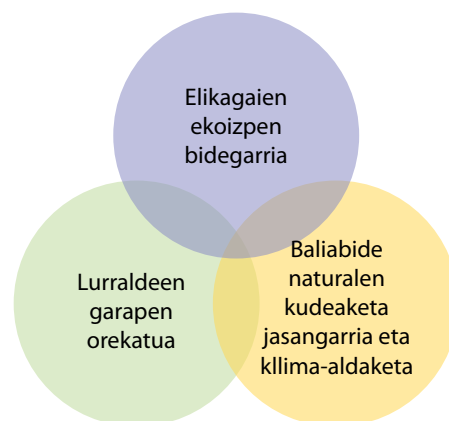 Elikagaien
ekoizpen
bidegarria
Lurraldeen
garapen
orekatua
Baliabide
naturalen
kudeaketa
jasangarria eta
kllima-aldaketa